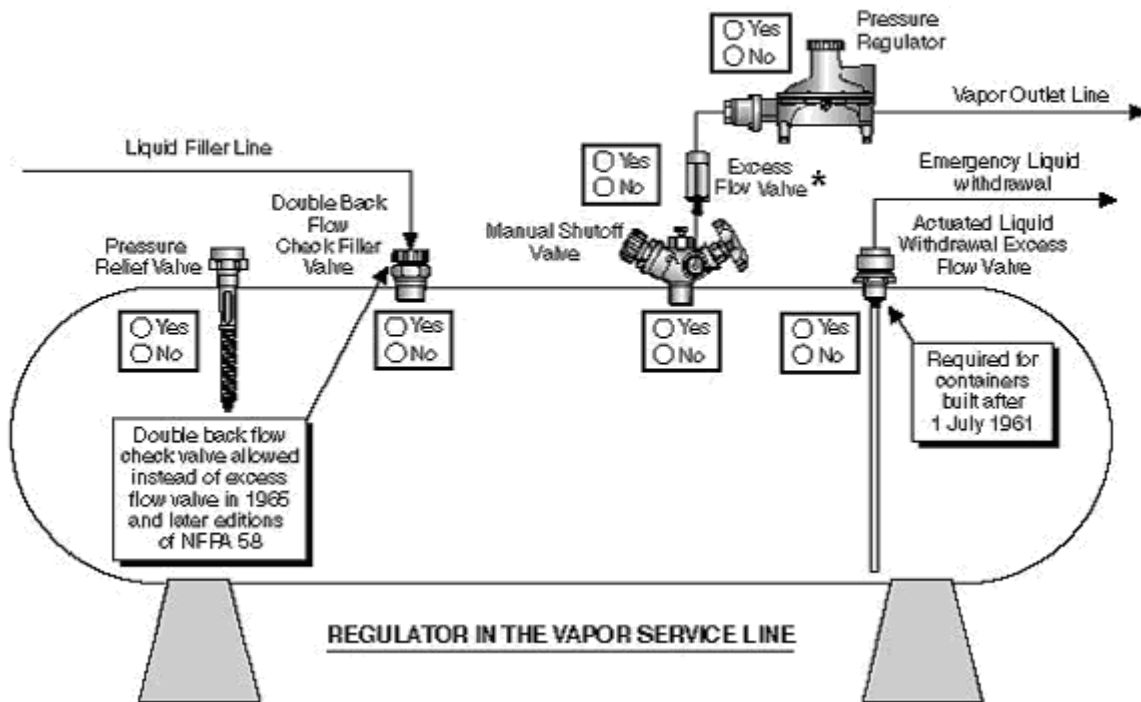 Yes
No
Pressure
Regulator
Vapor Outlet Line
Liquid Filler Line
Yes
No
Excess
Flow Valve *
Emergency Liquid
withdrawal
Double Back
Flow
Check Filler
Valve
Manual Shutoff
Valve
Actuated Liquid
Withdrawal Excess
Flow Valve
Pressure
Relief Valve
Yes
No
Yes
No
Yes
No
Yes
No
Required for
containers
built after
1 July 1961
Double back flow
check valve allowed
instead of excess
flow valve in 1965
and later editions
of NFPA 58
REGULATOR IN THE VAPOR SERVICE LINE